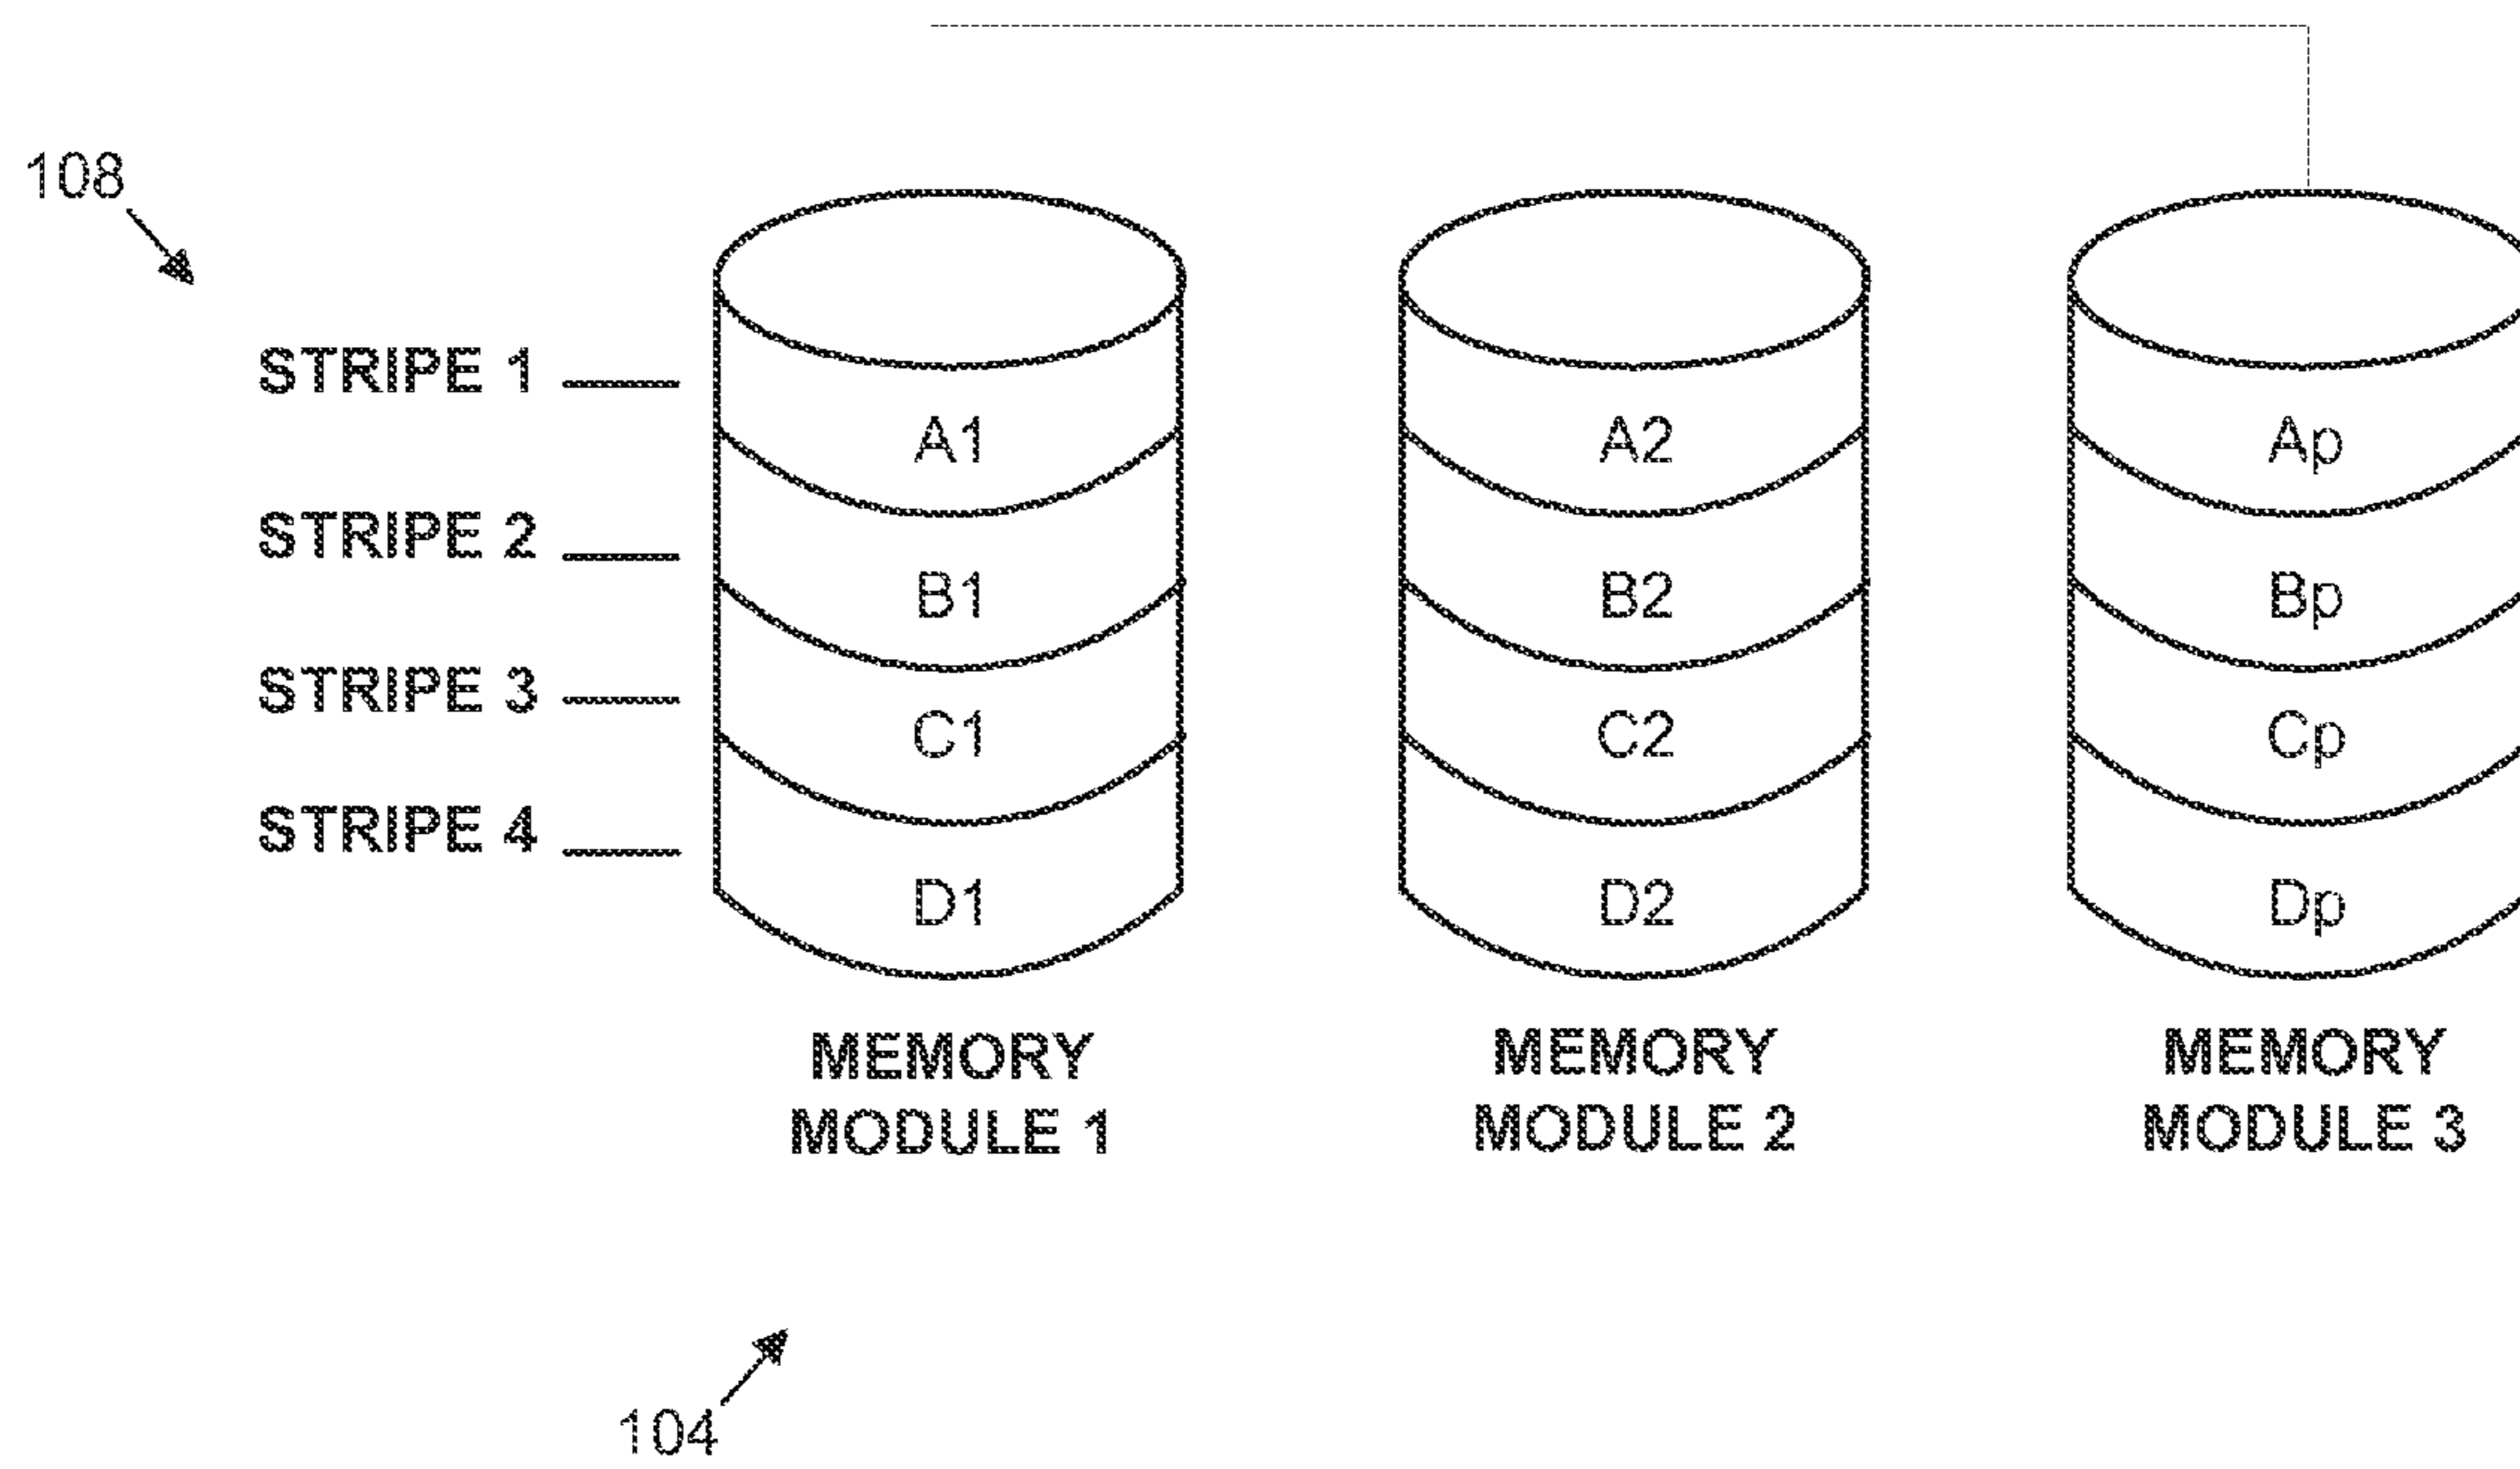 108
STRIPE 1
A1 A2 Ap
STRIPE 2
B1 B2 Bp
STRIPE 3
C1 C2 Cp
STRIPE 4
D1 D2 Dp
MEMORY MODULE 1
MEMORY MODULE 2
MEMORY MODULE 3
104